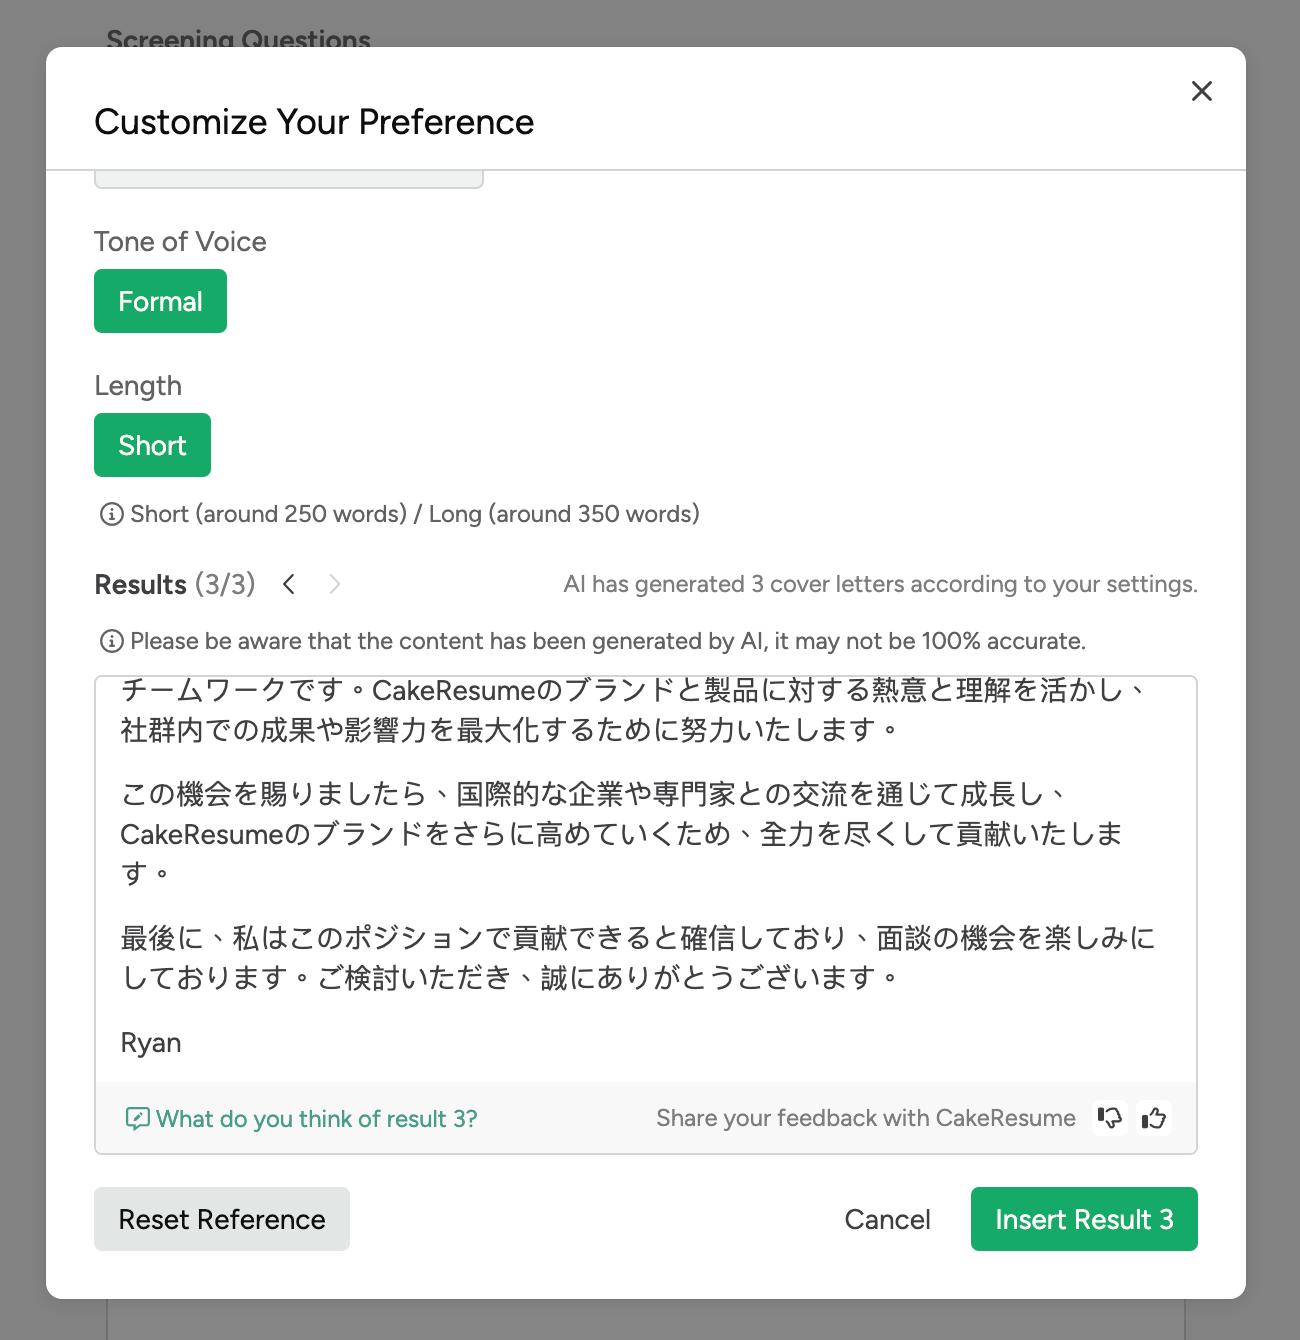 Screening Questions
Customize Your Preference
Tone of Voice
Formal
Length
Short
Short (around 250 words) / Long (around 350 words)
Results (3/3)
AI has generated 3 cover letters according to your settings.
Please be aware that the content has been generated by AI, it may not be 100% accurate.
チームワークです。CakeResumeのブランドと製品に対する熱意と理解を活かし、
社群内での成果や影響力を最大化するために努力いたします。
この機会を賜りましたら、国際的な企業や専門家との交流を通じて成長し、
CakeResumeのブランドをさらに高めていくため、全力を尽くして貢献いたしま
す。
最後に、私はこのポジションで貢献できると確信しており、面談の機会を楽しみに
しております。ご検討いただき、誠にありがとうございます。
Ryan
What do you think of result 3?
Share your feedback with CakeResume
Reset Reference
Cancel
Insert Result 3